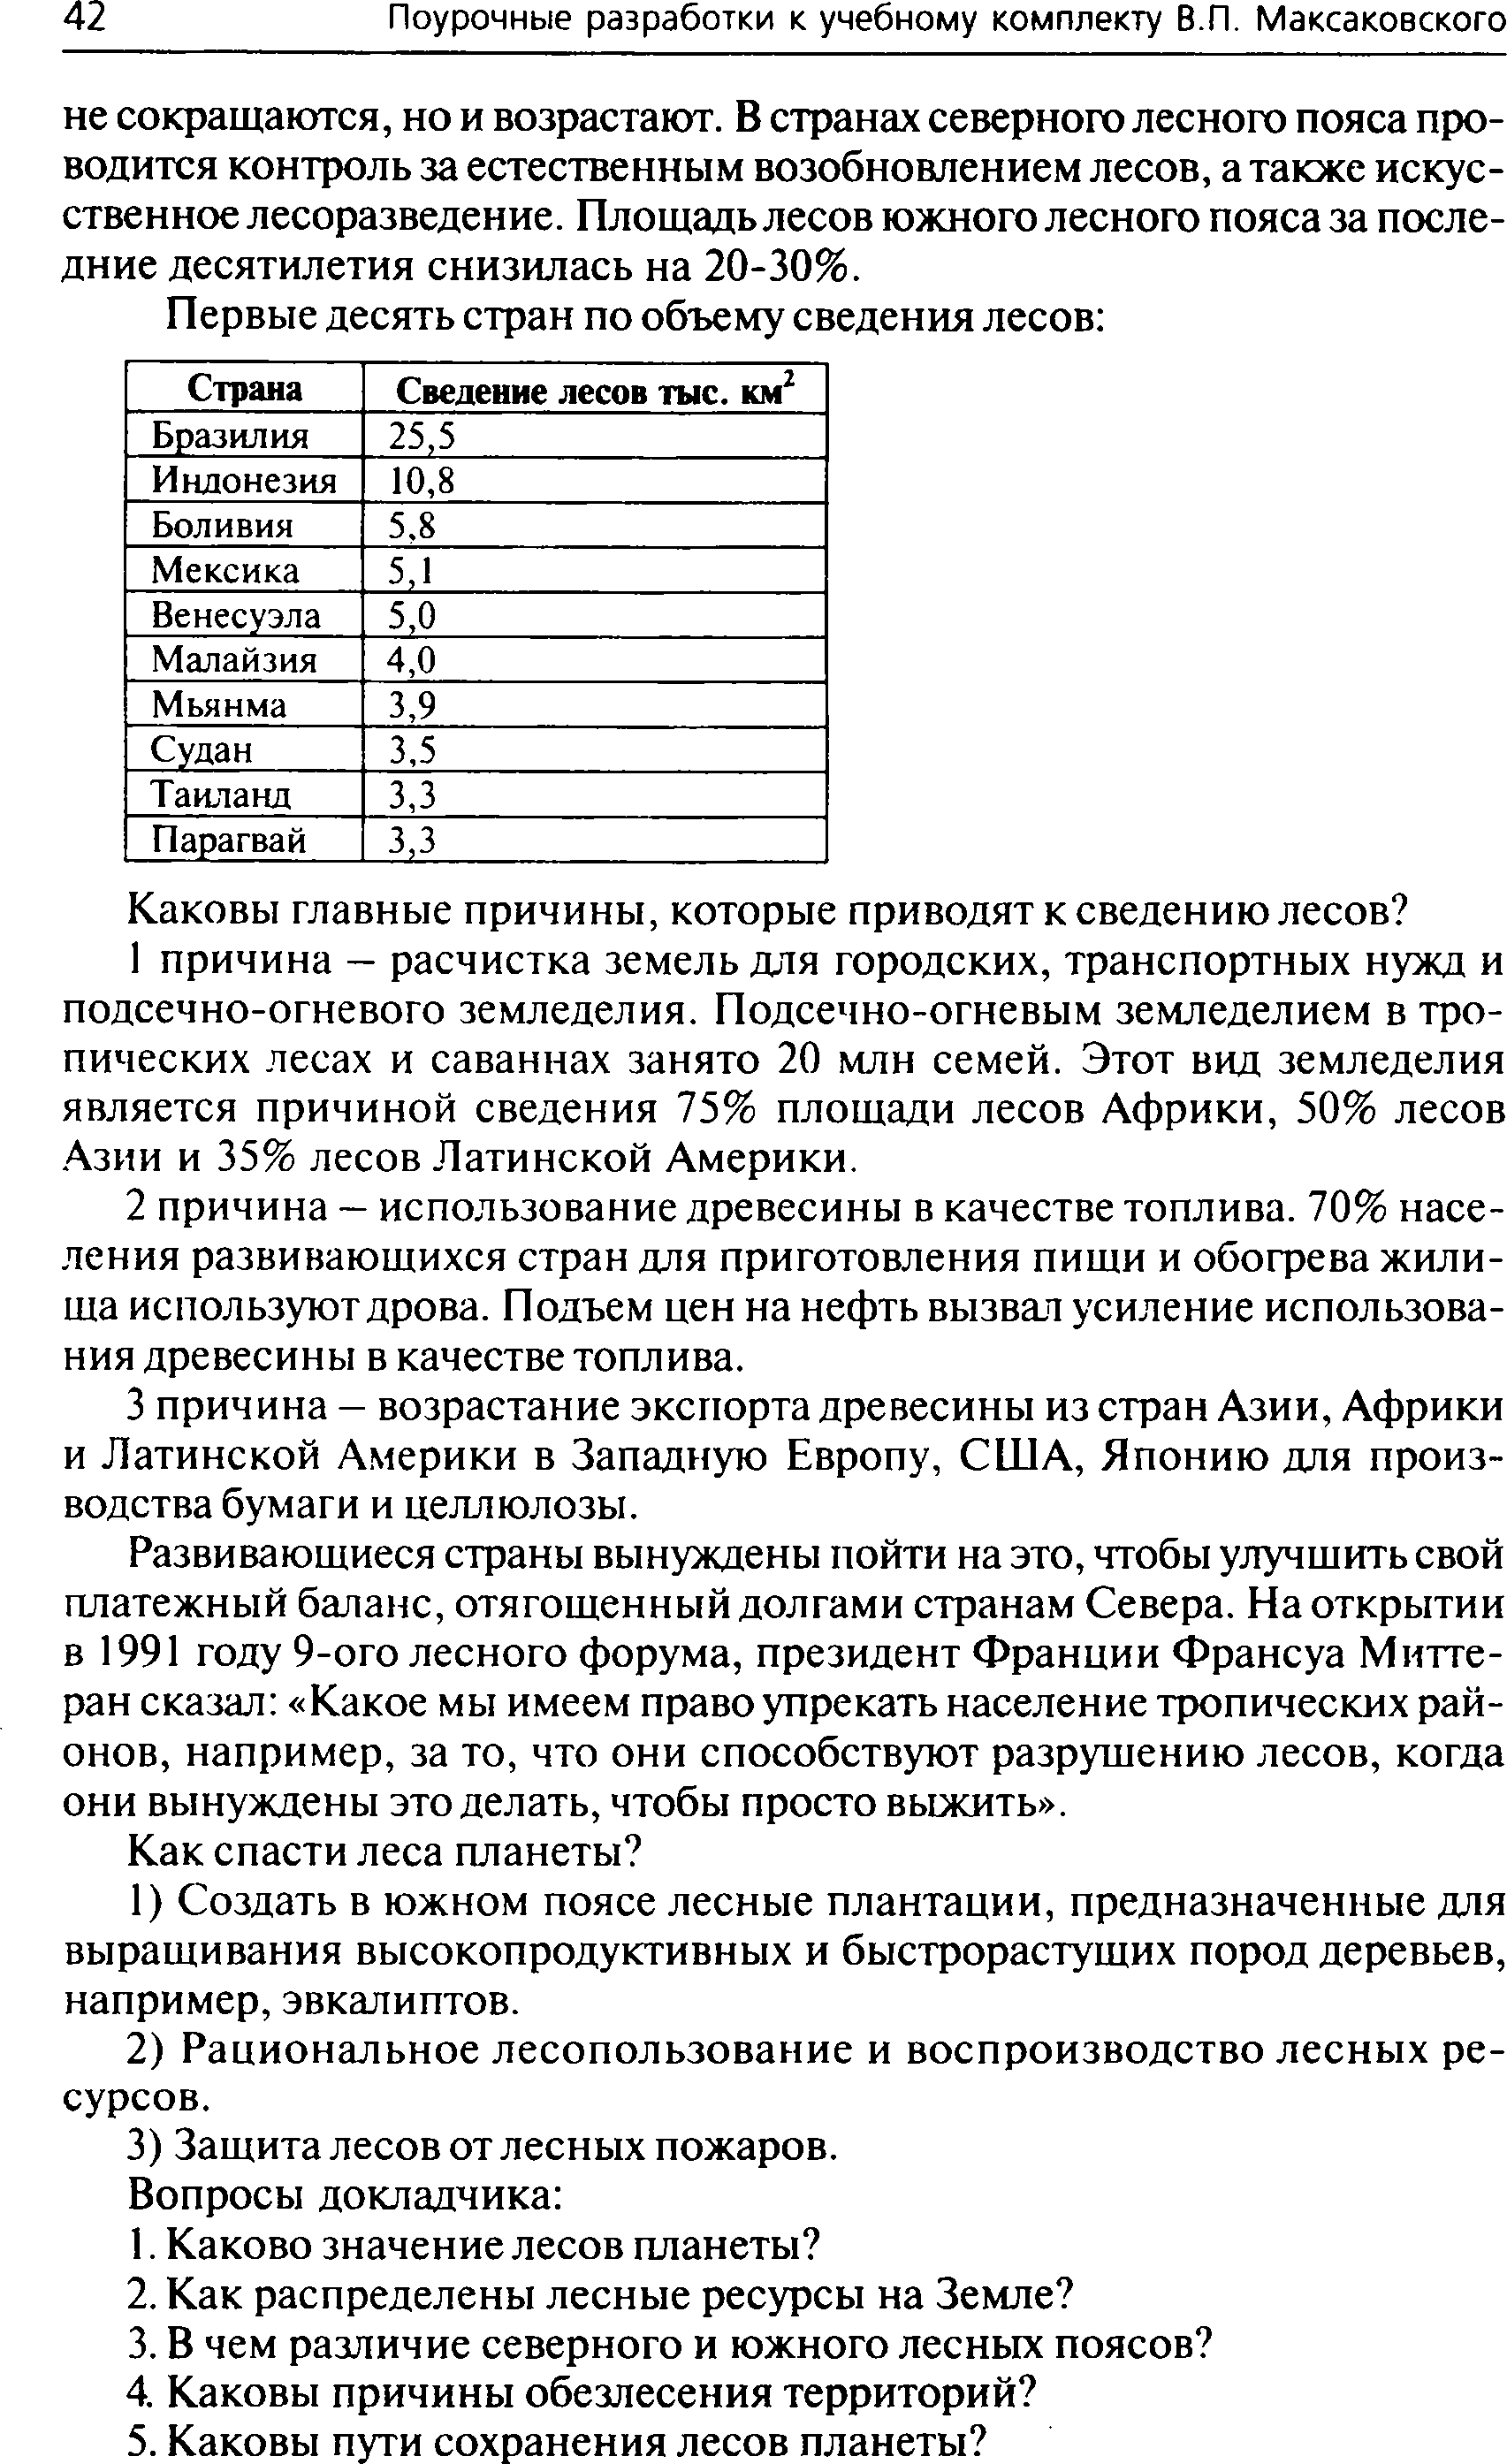 42 Поурочные разработки к учебному комплекту В.П. Максаковского
не сокращаются, но и возрастают. В странах северного лесного пояса про-
водится контроль за естественным возобновлением лесов, а также искус-
ственное лесоразведение. Площадь лесов южного лесного пояса за после-
дние десятилетия снизилась на 20-30%.
Первые десять стран по объему сведения лесов:
Страна Сведение лесов тыс. км²
Бразилия 25,5
Индонезия 10,8
Боливия 5,8
Мексика 5,1
Венесуэла 5,0
Малайзия 4,0
Мьянма 3,9
Судан 3,5
Таиланд 3,3
Парагвай 3,3
Каковы главные причины, которые приводят к сведению лесов?
1 причина – расчистка земель для городских, транспортных нужд и
подсечно-огневого земледелия. Подсечно-огневым земледелием в тро-
пических лесах и саваннах занято 20 млн семей. Этот вид земледелия
является причиной сведения 75% площади лесов Африки, 50% лесов
Азии и 35% лесов Латинской Америки.
2 причина – использование древесины в качестве топлива. 70% насе-
ления развивающихся стран для приготовления пищи и обогрева жили-
ща используют дрова. Подъем цен на нефть вызвал усиление использова-
ния древесины в качестве топлива.
3 причина – возрастание экспорта древесины из стран Азии, Африки
и Латинской Америки в Западную Европу, США, Японию для произ-
водства бумаги и целлюлозы.
Развивающиеся страны вынуждены пойти на это, чтобы улучшить свой
платежный баланс, отягощенный долгами странам Севера. На открытии
в 1991 году 9-ого лесного форума, президент Франции Франсуа Митте-
ран сказал: «Какое мы имеем право упрекать население тропических рай-
онов, например, за то, что они способствуют разрушению лесов, когда
они вынуждены это делать, чтобы просто выжить».
Как спасти леса планеты?
1) Создать в южном поясе лесные плантации, предназначенные для
выращивания высокопродуктивных и быстрорастущих пород деревьев,
например, эвкалиптов.
2) Рациональное лесопользование и воспроизводство лесных ре-
сурсов.
3) Защита лесов от лесных пожаров.
Вопросы докладчика:
1. Каково значение лесов планеты?
2. Как распределены лесные ресурсы на Земле?
3. В чем различие северного и южного лесных поясов?
4. Каковы причины обезлесения территорий?
5. Каковы пути сохранения лесов планеты?